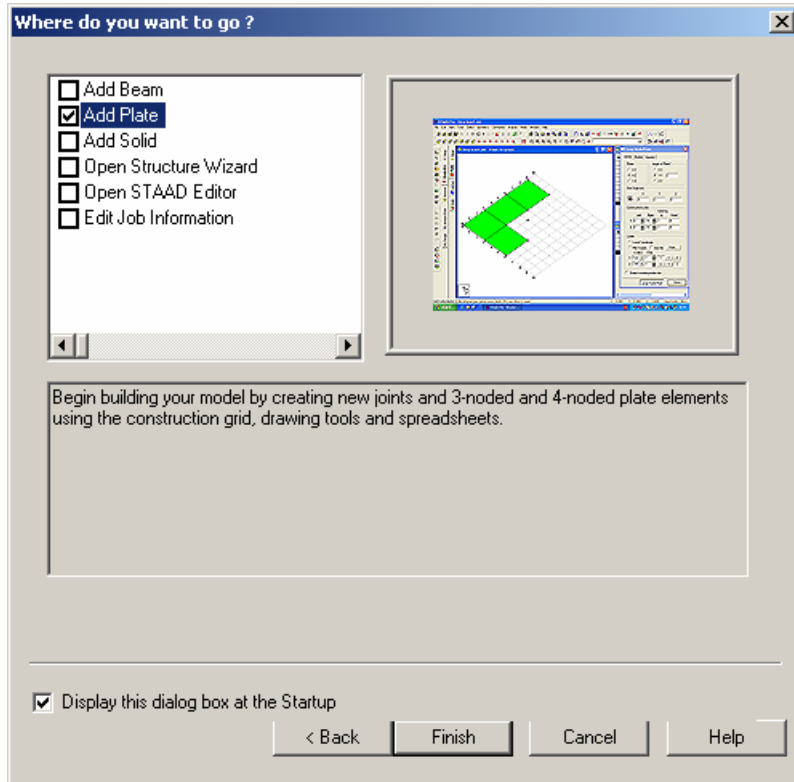 Where do you want to go ?
Add Beam
Add Plate
Add Solid
Open Structure Wizard
Open STAAD Editor
Edit Job Information
Begin building your model by creating new joints and 3-noded and 4-noded plate elements
using the construction grid, drawing tools and spreadsheets.
Display this dialog box at the Startup
< Back
Finish
Cancel
Help